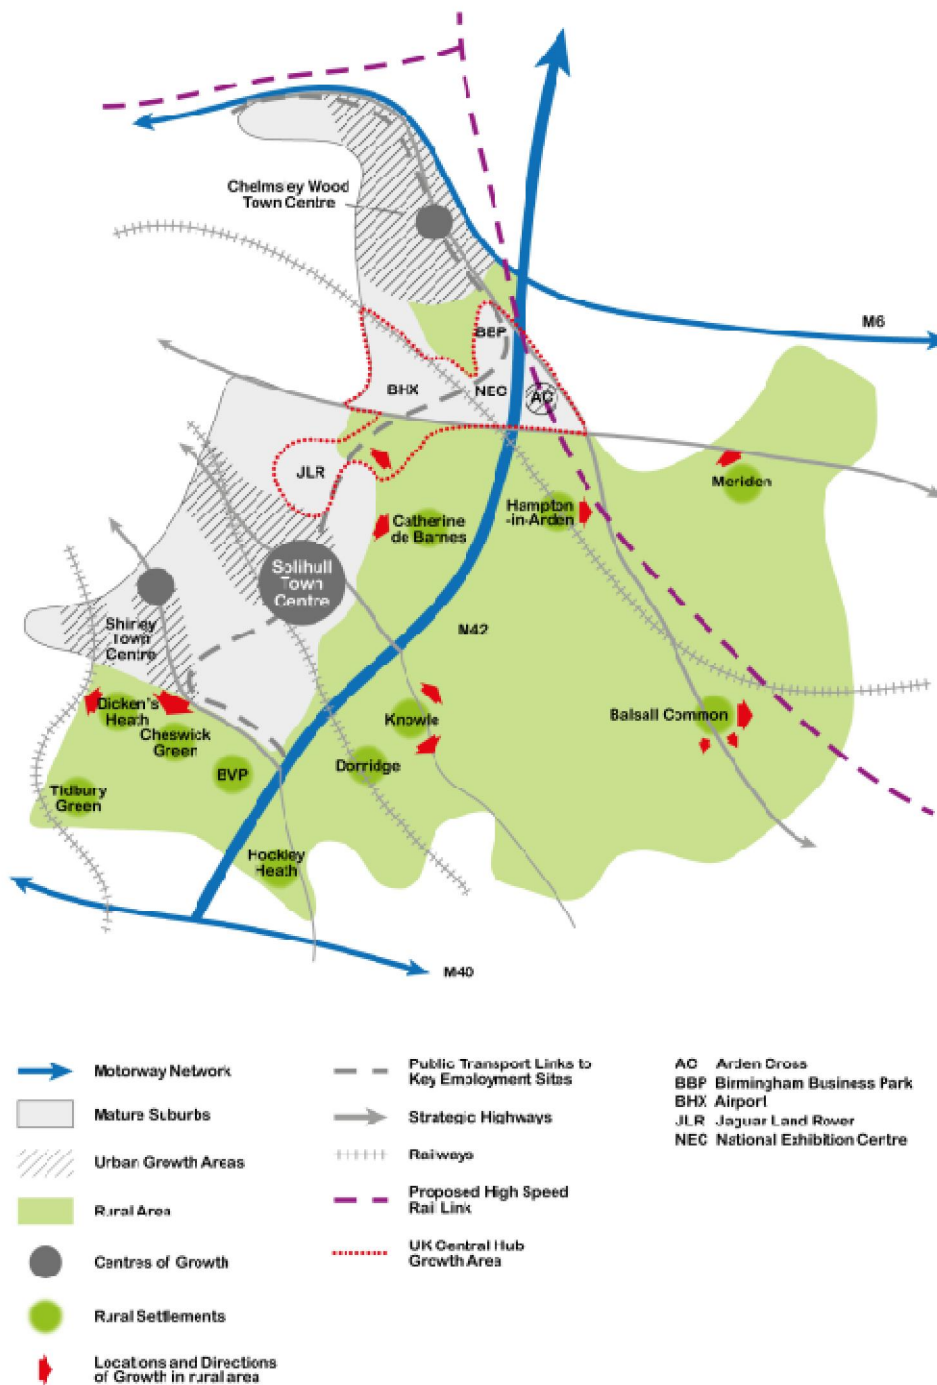 Chelmsley Wood
Town Centre
M6
BBP
BHX
NEC
AC
JLR
Meriden
Hampton
-in-Arden
Catherine
de Barnes
Solihull
Town
Centre
Shirley
Town
Centre
M42
Dicken's
Heath
Cheswick
Green
Knowle
Balsall Common
BVP
Dorridge
Tidbury
Green
Hockley
Heath
M40
Motorway Network
Mature Suburbs
Urban Growth Areas
Rural Area
Centres of Growth
Rural Settlements
Locations and Directions
of Growth in rural area
Public Transport Links to
Key Employment Sites
Strategic Highways
Railways
Proposed High Speed
Rail Link
UK Central Hub
Growth Area
AC Arden Cross
BBP Birmingham Business Park
BHX Airport
JLR Jaguar Land Rover
NEC National Exhibition Centre